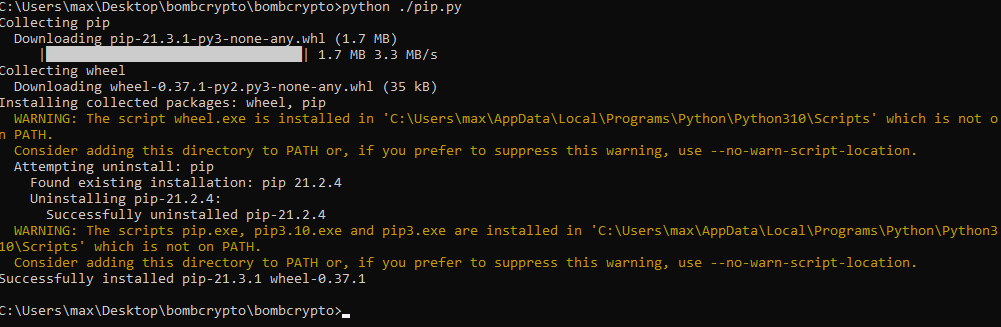 C:\Users\max\Desktop\bombcrypto\bombcrypto>python ./pip.py
Collecting pip
  Downloading pip-21.3.1-py3-none-any.whl (1.7 MB)
     |                                | 1.7 MB 3.3 MB/s
Collecting wheel
  Downloading wheel-0.37.1-py2.py3-none-any.whl (35 kB)
Installing collected packages: wheel, pip
  WARNING: The script wheel.exe is installed in 'C:\Users\max\AppData\Local\Programs\Python\Python310\Scripts' which is not o
n PATH.
  Consider adding this directory to PATH or, if you prefer to suppress this warning, use --no-warn-script-location.
  Attempting uninstall: pip
    Found existing installation: pip 21.2.4
    Uninstalling pip-21.2.4:
      Successfully uninstalled pip-21.2.4
  WARNING: The scripts pip.exe, pip3.10.exe and pip3.exe are installed in 'C:\Users\max\AppData\Local\Programs\Python\Python3
10\Scripts' which is not on PATH.
  Consider adding this directory to PATH or, if you prefer to suppress this warning, use --no-warn-script-location.
Successfully installed pip-21.3.1 wheel-0.37.1
C:\Users\max\Desktop\bombcrypto\bombcrypto>